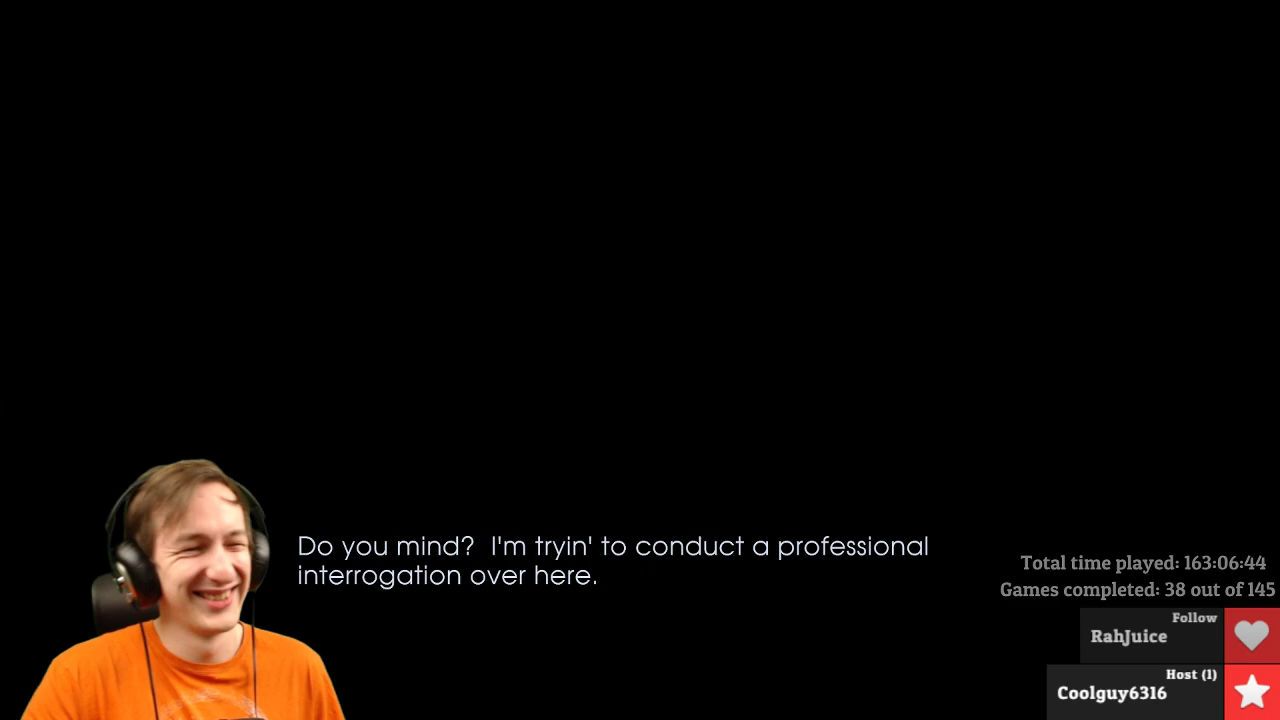 Do you mind?  I'm tryin' to conduct a professional
interrogation over here.
Total time played: 163:06:44
Games completed: 38 out of 145
Follow
RahJuice
Host (1)
Coolguy6316